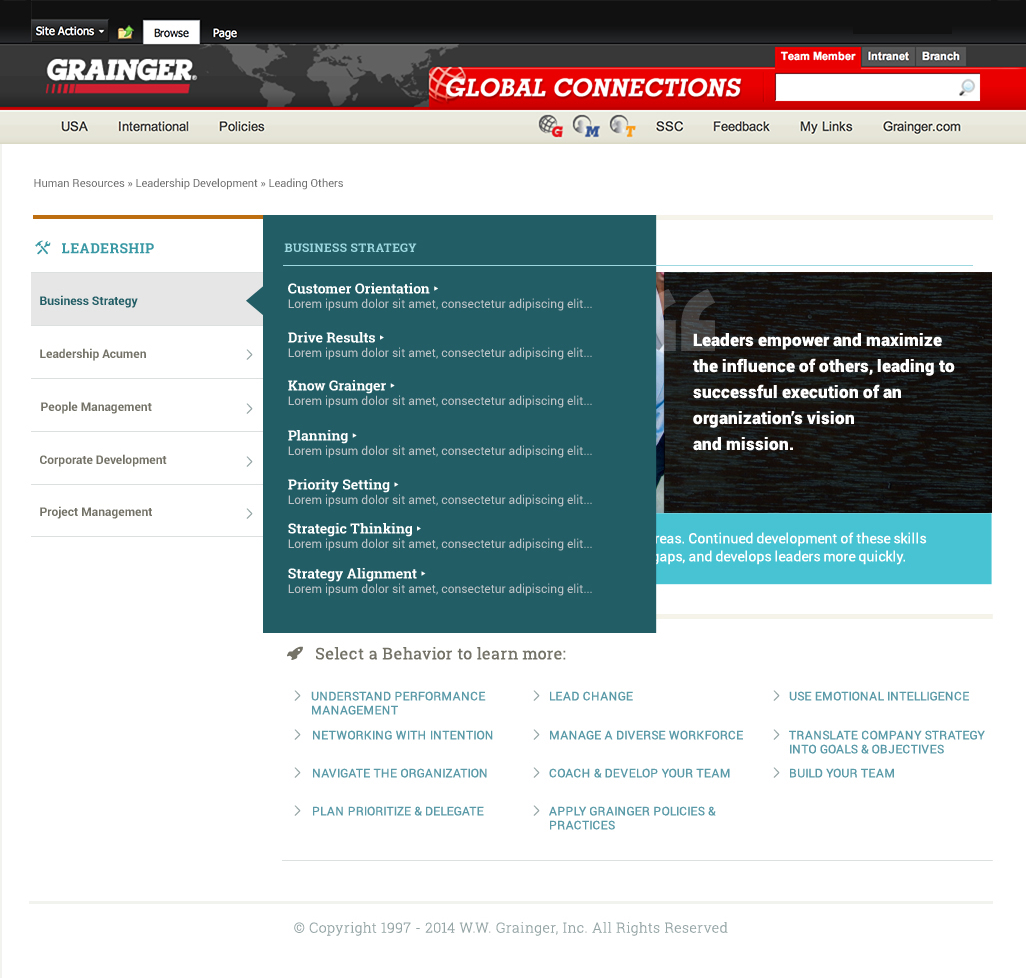 Site Actions
Browse
Page
GRAINGER®
GLOBAL CONNECTIONS
Team Member
Intranet
Branch
USA
International
Policies
G
M
T
SSC
Feedback
My Links
Grainger.com
Human Resources » Leadership Development » Leading Others
LEADERSHIP
Business Strategy
Leadership Acumen
People Management
Corporate Development
Project Management
BUSINESS STRATEGY
Customer Orientation
Lorem ipsum dolor sit amet, consectetur adipiscing elit...
Drive Results
Lorem ipsum dolor sit amet, consectetur adipiscing elit...
Know Grainger
Lorem ipsum dolor sit amet, consectetur adipiscing elit...
Planning
Lorem ipsum dolor sit amet, consectetur adipiscing elit...
Priority Setting
Lorem ipsum dolor sit amet, consectetur adipiscing elit...
Strategic Thinking
Lorem ipsum dolor sit amet, consectetur adipiscing elit...
Strategy Alignment
Lorem ipsum dolor sit amet, consectetur adipiscing elit...
“
Leaders empower and maximize
the influence of others, leading to
successful execution of an
organization’s vision
and mission.
reas. Continued development of these skills
gaps, and develops leaders more quickly.
Select a Behavior to learn more:
UNDERSTAND PERFORMANCE
MANAGEMENT
LEAD CHANGE
USE EMOTIONAL INTELLIGENCE
NETWORKING WITH INTENTION
MANAGE A DIVERSE WORKFORCE
TRANSLATE COMPANY STRATEGY
INTO GOALS & OBJECTIVES
NAVIGATE THE ORGANIZATION
COACH & DEVELOP YOUR TEAM
BUILD YOUR TEAM
PLAN PRIORITIZE & DELEGATE
APPLY GRAINGER POLICIES &
PRACTICES
© Copyright 1997 - 2014 W.W. Grainger, Inc. All Rights Reserved